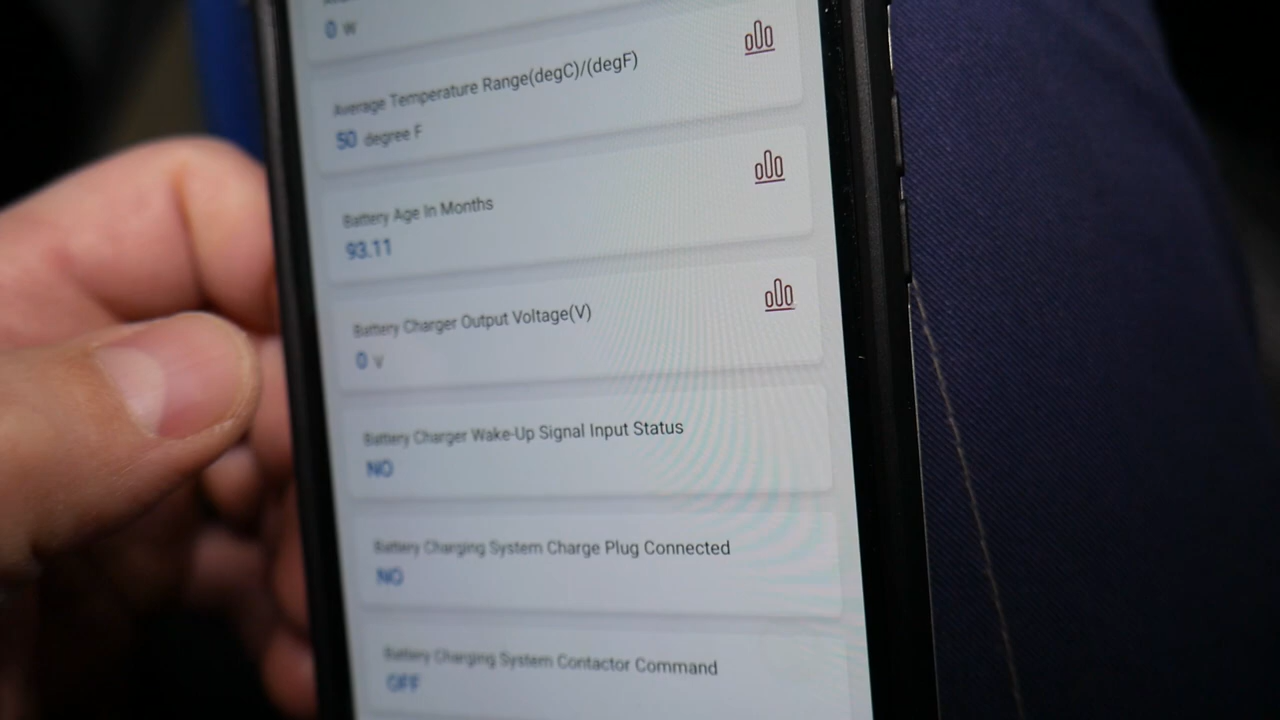 0 W
Average Temperature Range(degC)/(degF)
50 degree F
Battery Age In Months
93.11
Battery Charger Output Voltage(V)
0 V
Battery Charger Wake-Up Signal Input Status
NO
Battery Charging System Charge Plug Connected
NO
Battery Charging System Contactor Command
OFF